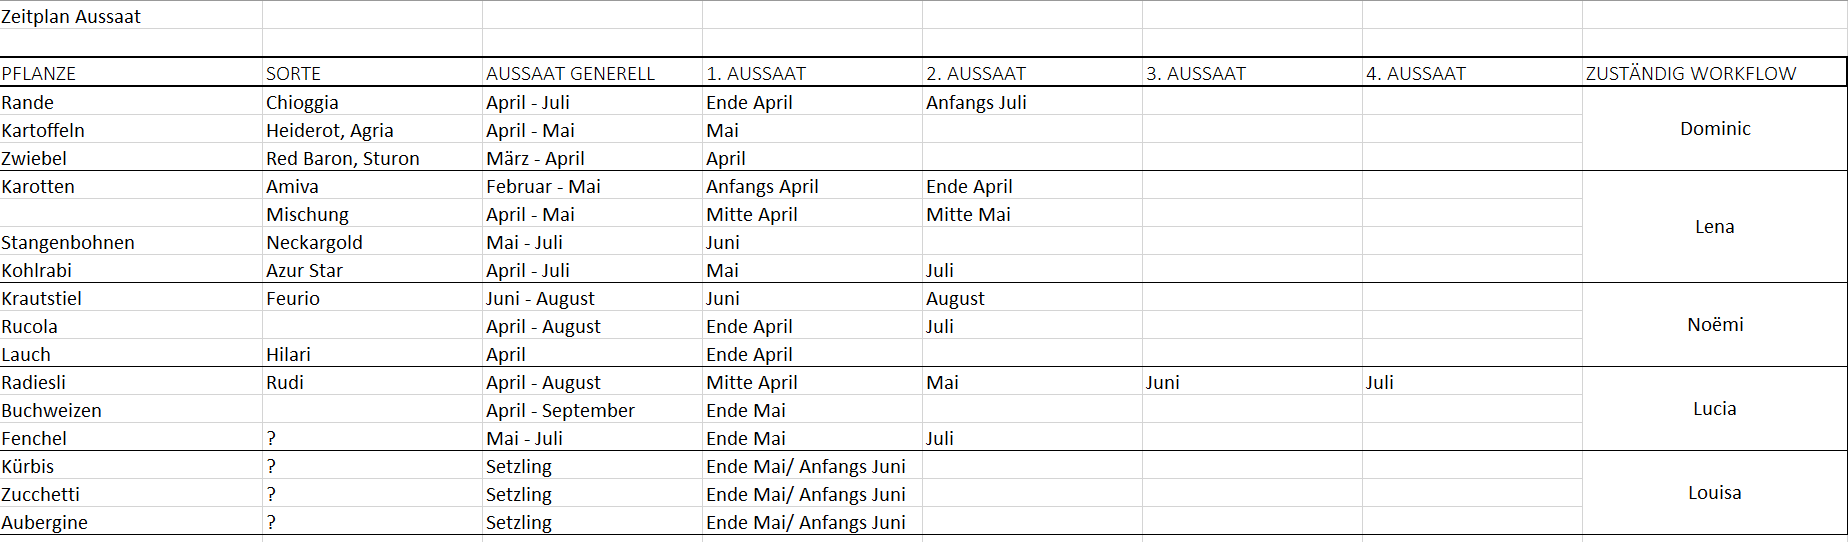 Zeitplan Aussaat
PFLANZE SORTE AUSSAAT GENERELL 1. AUSSAAT 2. AUSSAAT 3. AUSSAAT 4. AUSSAAT ZUSTÄNDIG WORKFLOW
Rande Chioggia April - Juli Ende April Anfangs Juli
Kartoffeln Heiderot, Agria April - Mai Mai Dominic
Zwiebel Red Baron, Sturon März - April April
Karotten Amiva Februar - Mai Anfangs April Ende April
Mischung April - Mai Mitte April Mitte Mai
Lena
Stangenbohnen Neckargold Mai - Juli Juni
Kohlrabi Azur Star April - Juli Mai Juli
Krautstiel Feurio Juni - August Juni August
Rucola April - August Ende April Juli Noëmi
Lauch Hilari April Ende April
Radiesli Rudi April - August Mitte April Mai Juni Juli
Buchweizen April - September Ende Mai Lucia
Fenchel ? Mai - Juli Ende Mai Juli
Kürbis ? Setzling Ende Mai/ Anfangs Juni
Zucchetti ? Setzling Ende Mai/ Anfangs Juni Louisa
Aubergine ? Setzling Ende Mai/ Anfangs Juni